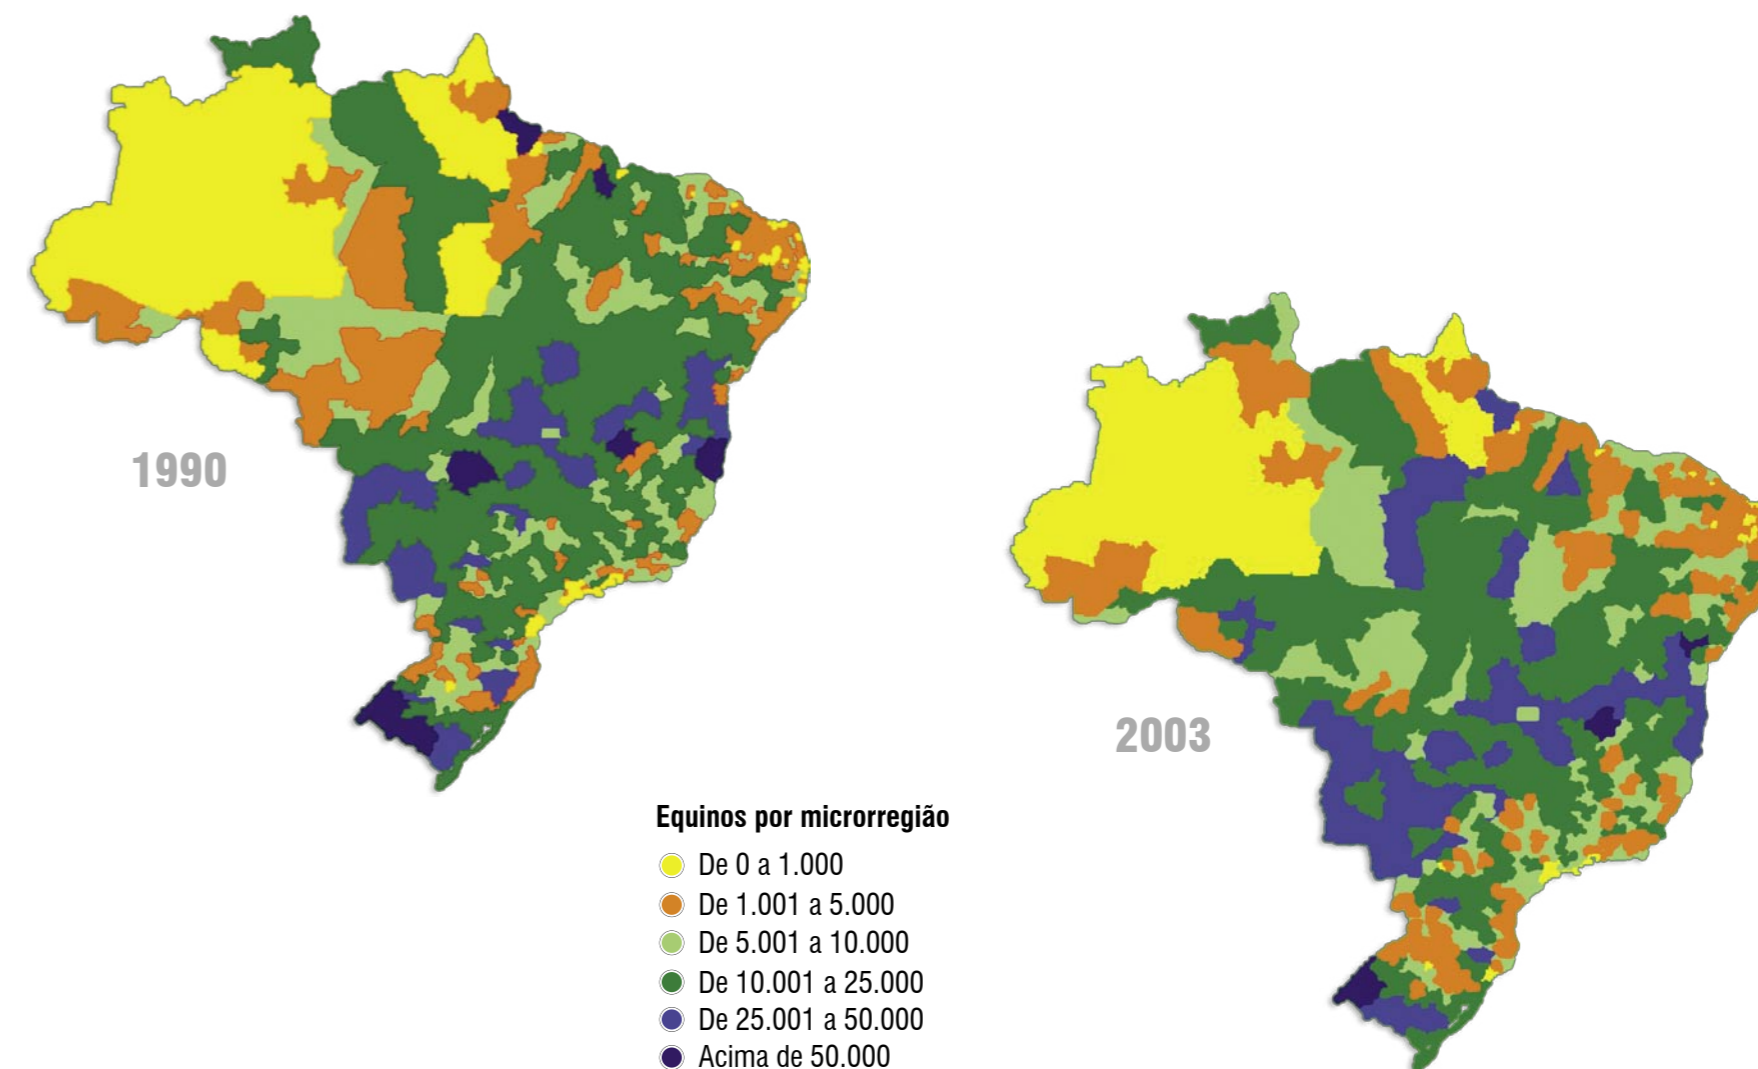 1990
2003
Equinos por microrregião
De 0 a 1.000
De 1.001 a 5.000
De 5.001 a 10.000
De 10.001 a 25.000
De 25.001 a 50.000
Acima de 50.000